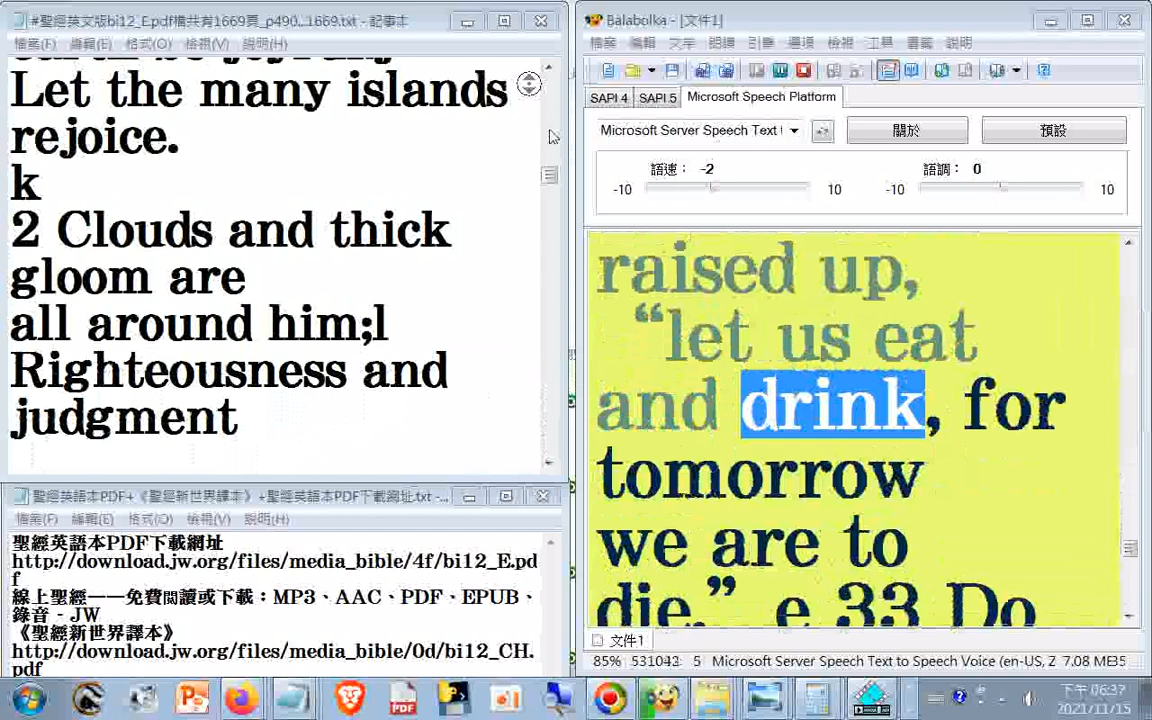 #聖經英文版bi12_E.pdf檔共有1669頁_p490...1669.txt - 記事本
檔案(F) 編輯(E) 格式(O) 檢視(V) 說明(H)
Let the many islands
rejoice.
k
2 Clouds and thick
gloom are
all around him;l
Righteousness and
judgment
聖經英語本PDF+《聖經新世界譯本》+聖經英語本PDF下載網址.txt - ...
檔案(F) 編輯(E) 格式(O) 檢視(V) 說明(H)
聖經英語本PDF下載網址
http://download.jw.org/files/media_bible/4f/bi12_E.pd
f
線上聖經——免費閱讀或下載：MP3、AAC、PDF、EPUB、
錄音 - JW
《聖經新世界譯本》
http://download.jw.org/files/media_bible/0d/bi12_CH.
pdf
Balabolka - [文件1]
檔案 編輯 文字 朗讀 引擎 選項 檢視 工具 書籤 說明
SAPI 4 SAPI 5 Microsoft Speech Platform
Microsoft Server Speech Text 關於 預設
語速： -2 語調： 0
-10 10 -10 10
raised up,
“let us eat
and drink, for
tomorrow
we are to
die.” e 33 Do
文件1
85% 531042: 5 Microsoft Server Speech Text to Speech Voice (en-US, Z 7.08 MB
下午 06:37
2021/11/15